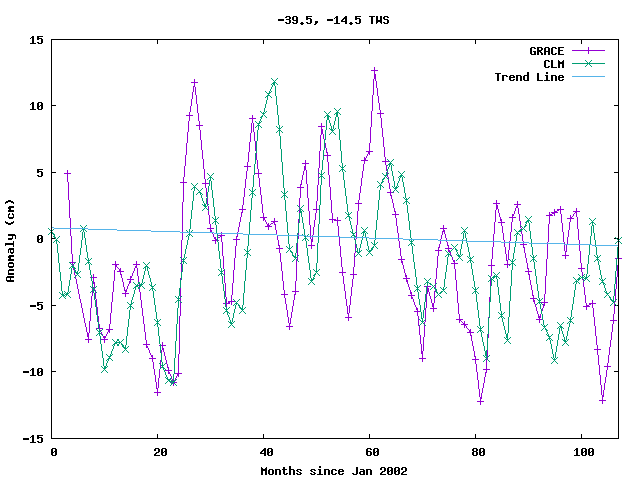 -39.5, -14.5 TWS
GRACE
CLM
Trend Line
15
10
5
0
-5
-10
-15
Anomaly (cm)
0 20 40 60 80 100
Months since Jan 2002